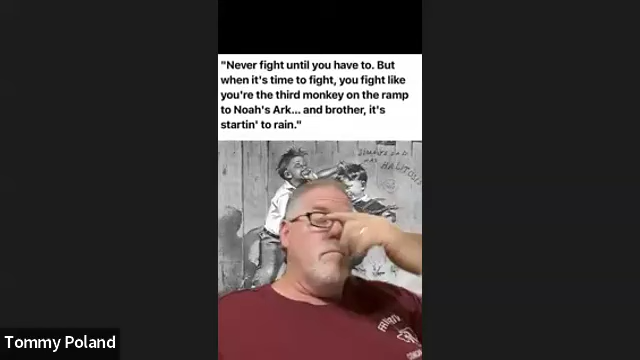 "Never fight until you have to. But
when it's time to fight, you fight like
you're the third monkey on the ramp
to Noah's Ark... and brother, it's
startin' to rain."
HALITOSIS
Tommy Poland